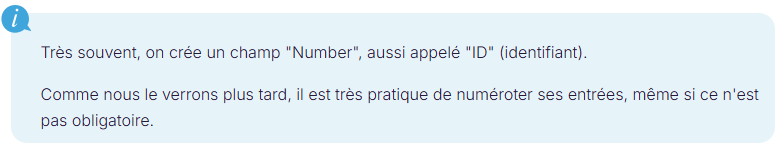 i
Très souvent, on crée un champ "Number", aussi appelé "ID" (identifiant).
Comme nous le verrons plus tard, il est très pratique de numéroter ses entrées, même si ce n'est
pas obligatoire.